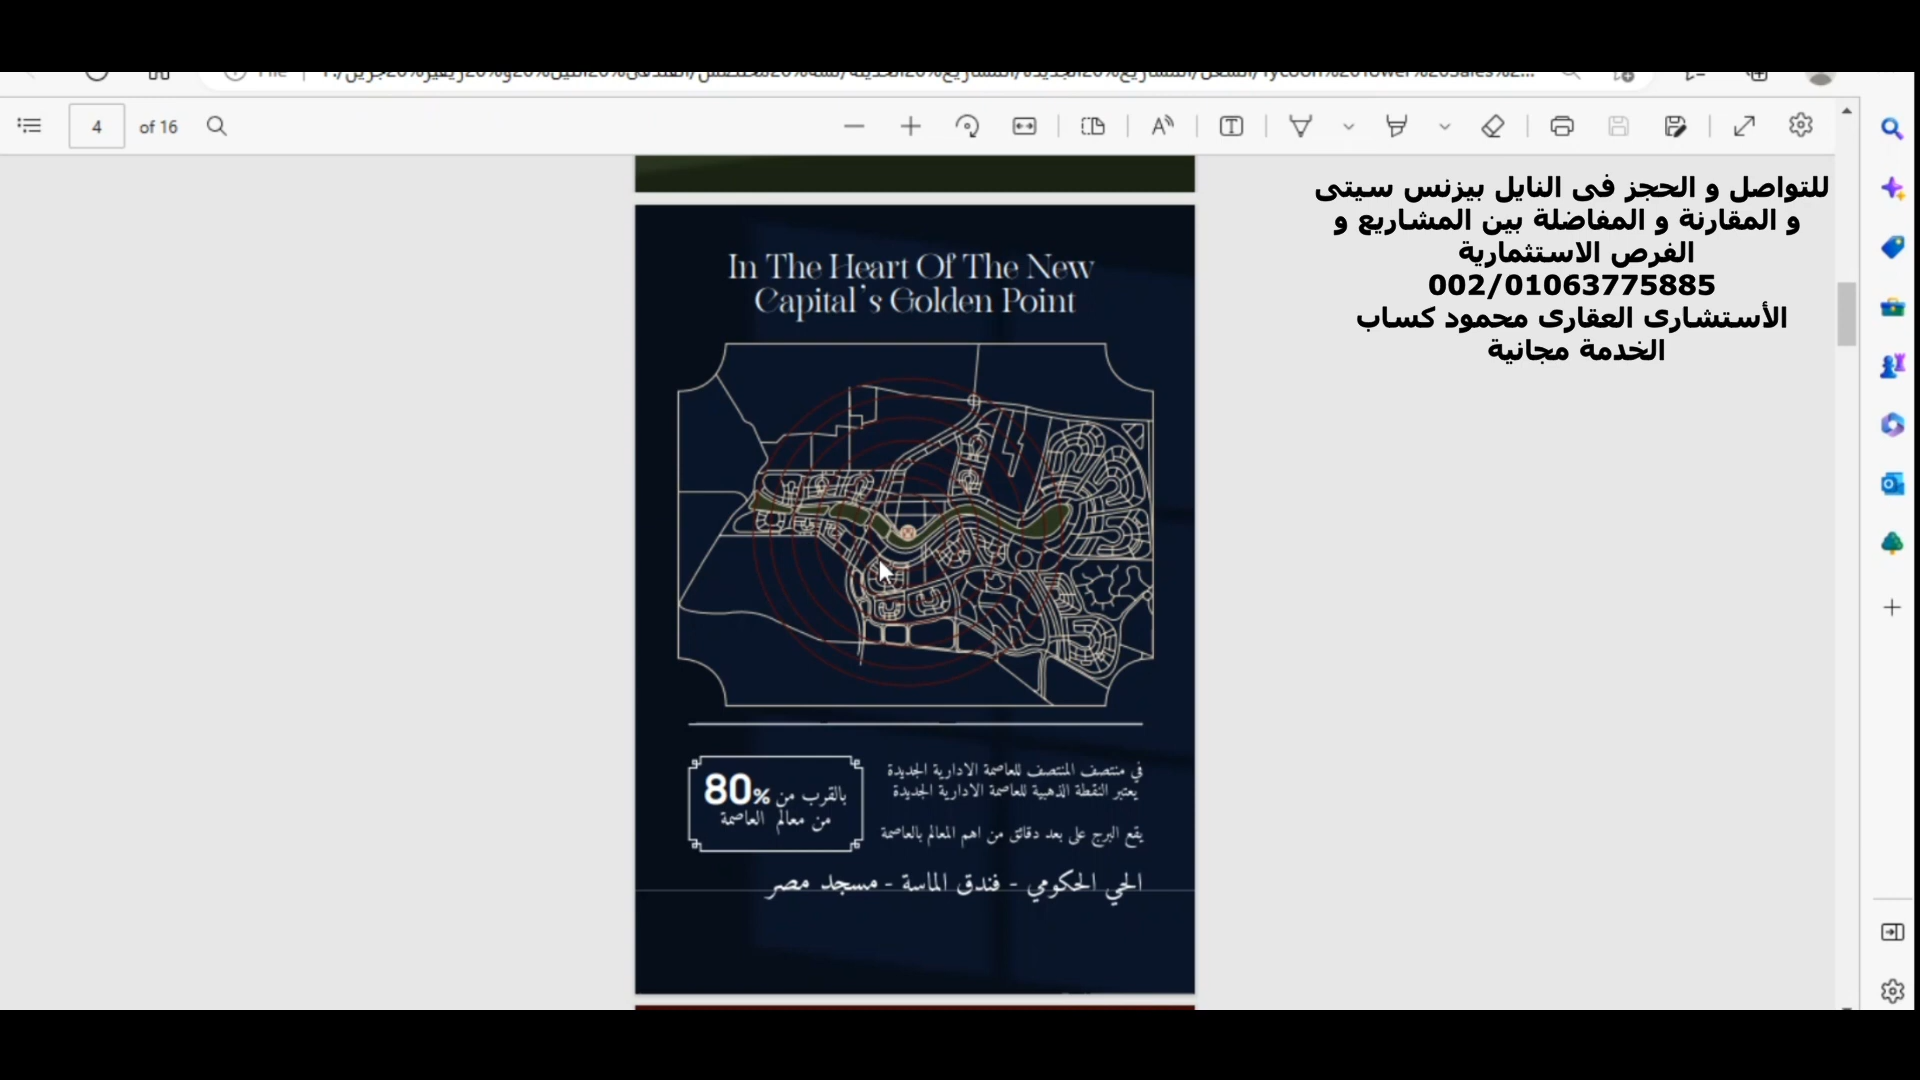 4
of 16
للتواصل و الحجز فى النايل بيزنس سيتى
و المقارنة و المفاضلة بين المشاريع و
الفرص الاستثمارية
002/01063775885
الأستشارى العقارى محمود كساب
الخدمة مجانية
In The Heart Of The New
Capital's Golden Point
في منتصف المنتصف للعاصمة الادارية الجديدة
يعتبر النقطة الذهبية للعاصمة الادارية الجديدة
يقع البرج على بعد دقائق من اهم المعالم بالعاصمة
بالقرب من 80%
من معالم العاصمة
الحي الحكومي - فندق الماسة - مسجد مصر